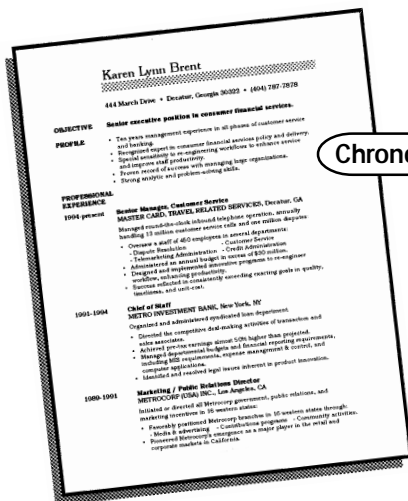 Karen Lynn Brent
444 March Drive • Decatur, Georgia 30322 • (404) 787-7878
OBJECTIVE Senior executive position in consumer financial services.
PROFILE • Ten years management experience in all phases of customer service
and banking.
• Recognized expert in consumer financial services policy and delivery.
• Special sensitivity to re-engineering workflows to enhance service
and improve staff productivity.
• Proven record of success with managing large organizations.
• Strong analytic and problem-solving skills.
Chrono
PROFESSIONAL
EXPERIENCE
1994-present Senior Manager, Customer Service
MASTER CARD, TRAVEL RELATED SERVICES, Decatur, GA
Managed round-the-clock inbound telephone operation, annually
handling 13 million customer service calls and one million disputes:
• Oversaw a staff of 450 employees in several departments:
- Dispute Resolution - Customer Service
- Telemarketing Administration - Credit Administration
• Administered an annual budget in excess of $30 million.
• Designed and implemented innovative programs to re-engineer
workflow, enhancing productivity.
• Success reflected in consistently exceeding exacting goals in quality,
timeliness, and unit-cost.
1991-1994 Chief of Staff
METRO INVESTMENT BANK, New York, NY
Organized and administered syndicated loan department.
• Directed the competitive deal-making activities of transaction and
sales associates.
• Achieved pre-tax earnings almost 50% higher than projected.
• Managed departmental budgets and financial reporting requirements,
including MIS requirements, expense management & control, and
computer applications.
• Identified and resolved legal issues inherent in product innovation.
1989-1991 Marketing / Public Relations Director
METROCORP (USA) INC., Los Angeles, CA
Initiated or directed all Metrocorp government, public relations, and
marketing incentives in 16 western states:
• Favorably positioned Metrocorp branches in 16 western states through:
- Media & advertising - Contributions programs - Community activities.
• Pioneered Metrocorp's emergence as a major player in the retail and
corporate markets in California.